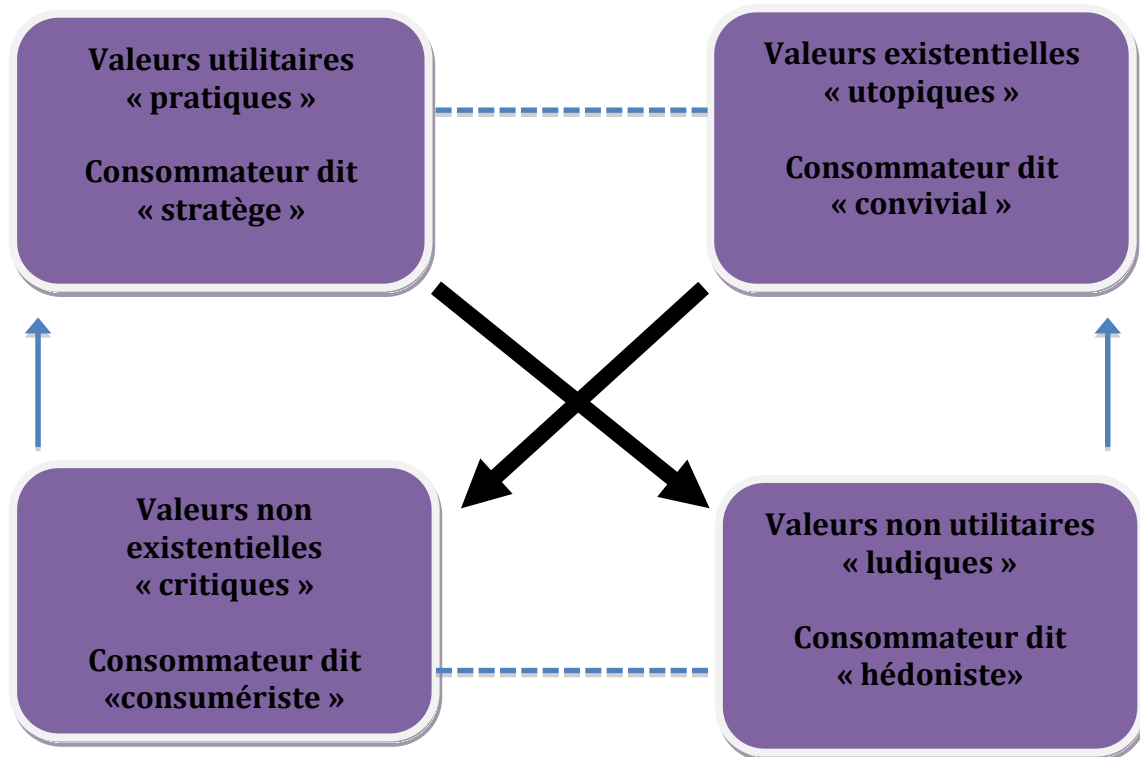 Valeurs utilitaires
« pratiques »
Consommateur dit
« stratège »
Valeurs existentielles
« utopiques »
Consommateur dit
« convivial »
Valeurs non
existentielles
« critiques »
Consommateur dit
«consumériste »
Valeurs non utilitaires
« ludiques »
Consommateur dit
« hédoniste»